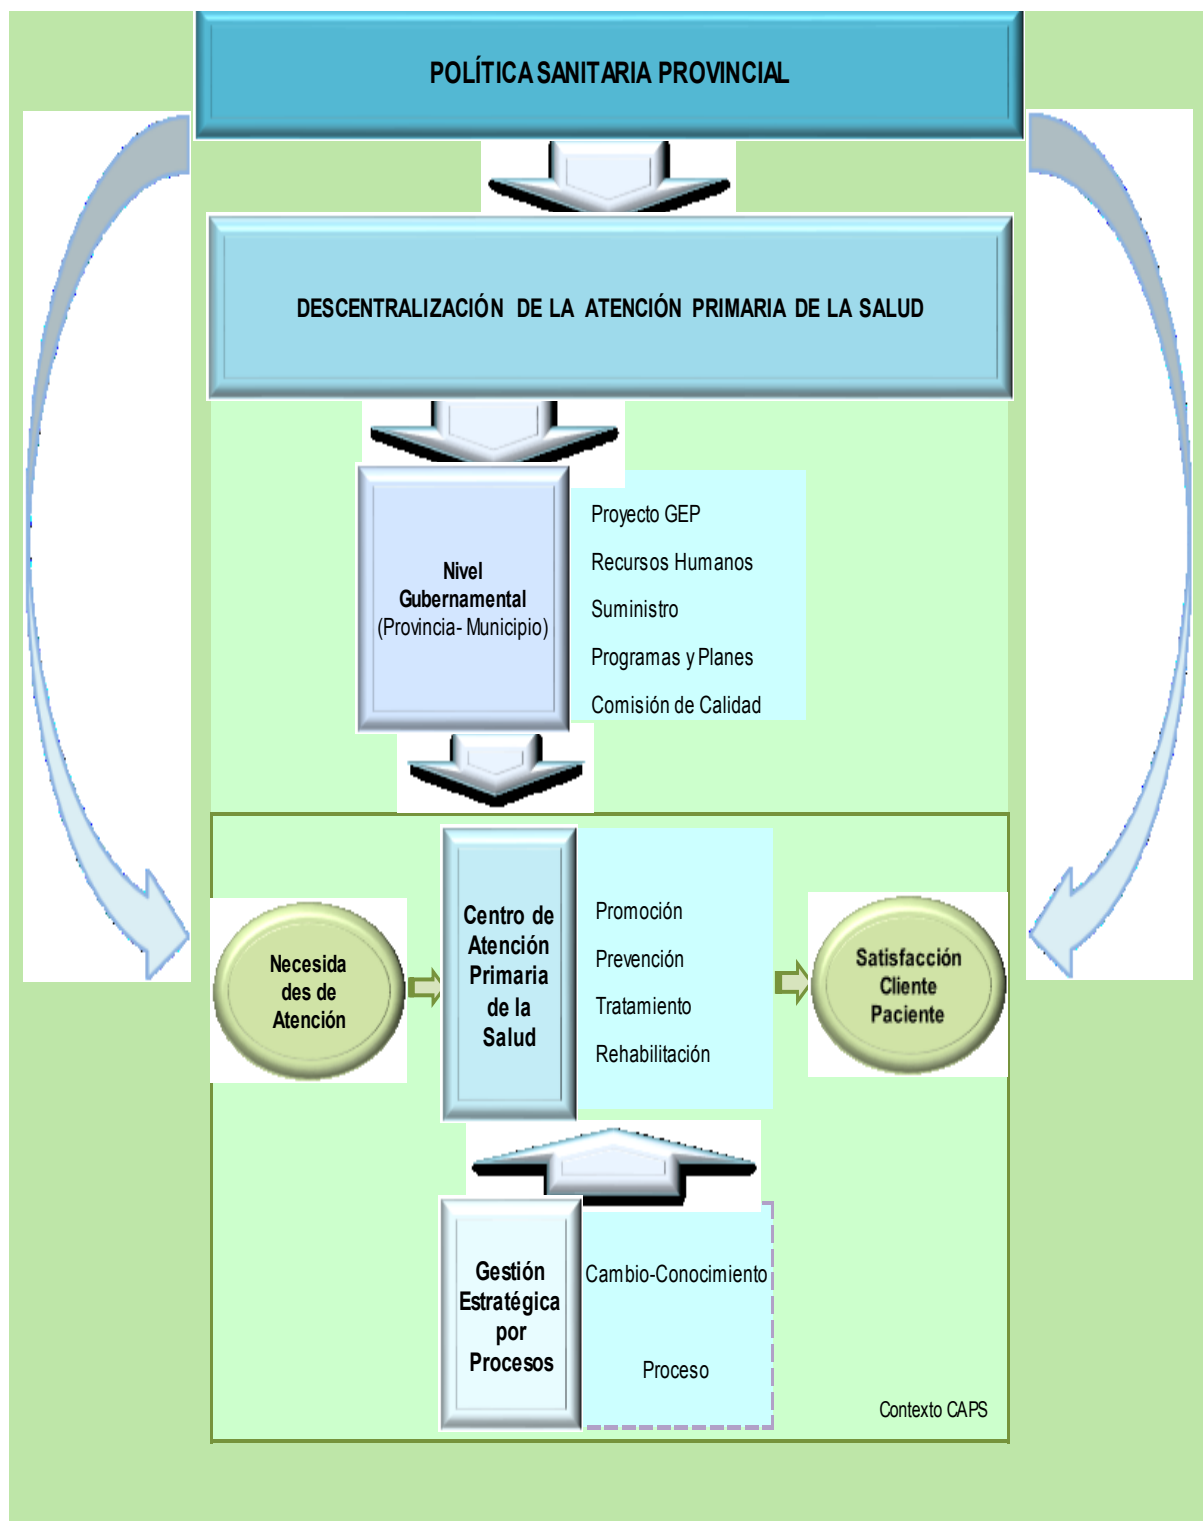 POLÍTICA SANITARIA PROVINCIAL
DESCENTRALIZACIÓN DE LA ATENCIÓN PRIMARIA DE LA SALUD
Nivel
Gubernamental
(Provincia- Municipio)
Proyecto GEP
Recursos Humanos
Suministro
Programas y Planes
Comisión de Calidad
Necesida
des de
Atención
Centro de
Atención
Primaria
de la
Salud
Promoción
Prevención
Tratamiento
Rehabilitación
Satisfacción
Cliente
Paciente
Gestión
Estratégica
por
Procesos
Cambio-Conocimiento
Proceso
Contexto CAPS